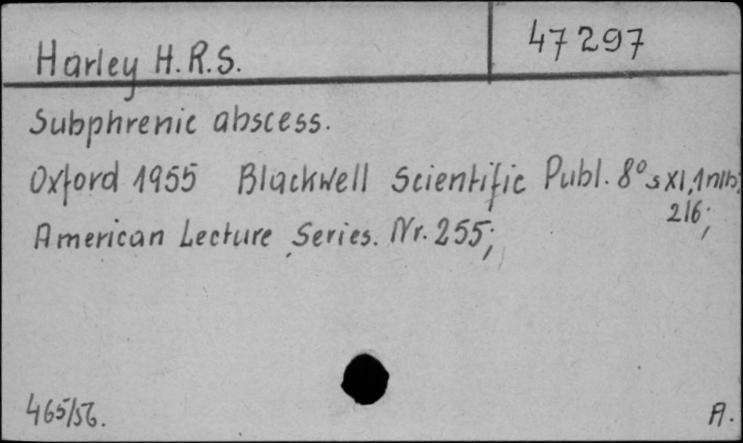 Harley H.R.S.
47297
Subphrenic abscess.
Oxford 1955 Blackwell Scientific Publ. 8° s XI, 1 nlb,
216;
American Lecture Series. Nr. 255;
465/56.
A.